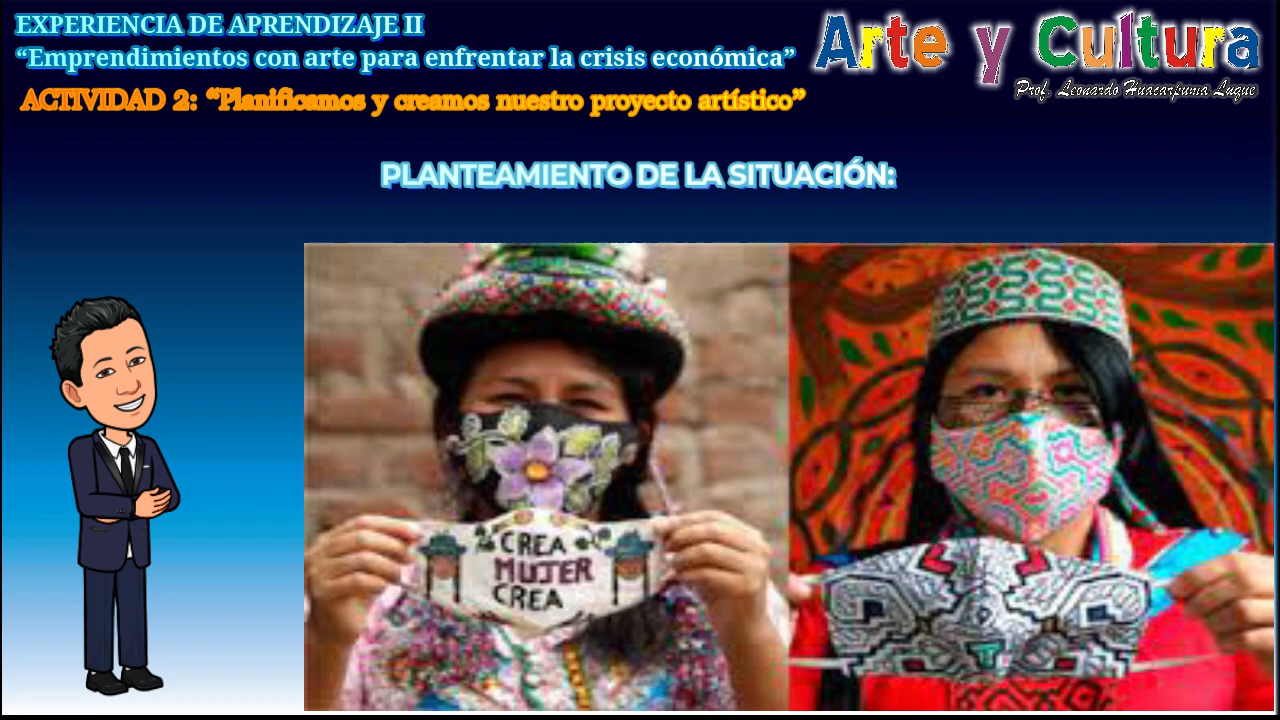 EXPERIENCIA DE APRENDIZAJE II
“Emprendimientos con arte para enfrentar la crisis económica”
ACTIVIDAD 2: “Planificamos y creamos nuestro proyecto artístico”
Arte y Cultura
Prof. Leonardo Huacarpuma Luque
PLANTEAMIENTO DE LA SITUACIÓN:
CREA
MUJER
CREA